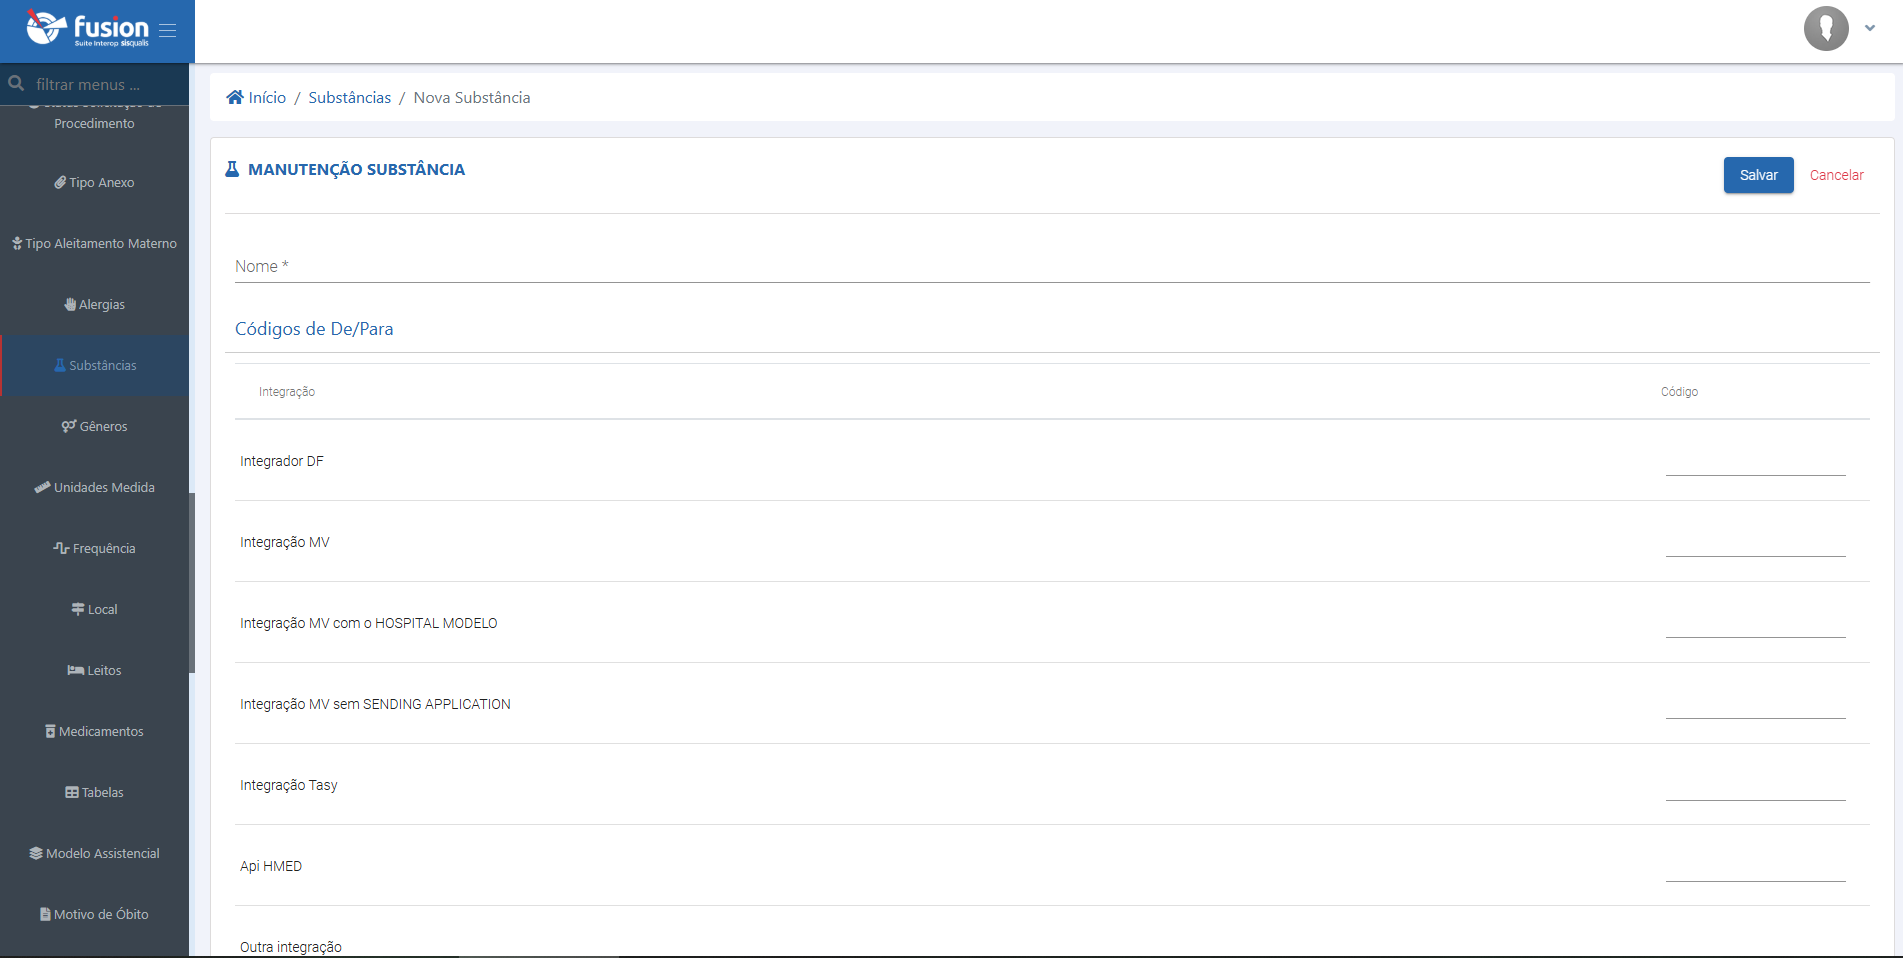 fusion
Suite Interop sisqualis
filtrar menus ...
Procedimento
Tipo Anexo
Tipo Aleitamento Materno
Alergias
Substâncias
Gêneros
Unidades Medida
Frequência
Local
Leitos
Medicamentos
Tabelas
Modelo Assistencial
Motivo de Óbito
Início / Substâncias / Nova Substância
MANUTENÇÃO SUBSTÂNCIA
Salvar Cancelar
Nome *
Códigos de De/Para
Integração Código
Integrador DF
Integração MV
Integração MV com o HOSPITAL MODELO
Integração MV sem SENDING APPLICATION
Integração Tasy
Api HMED
Outra integração